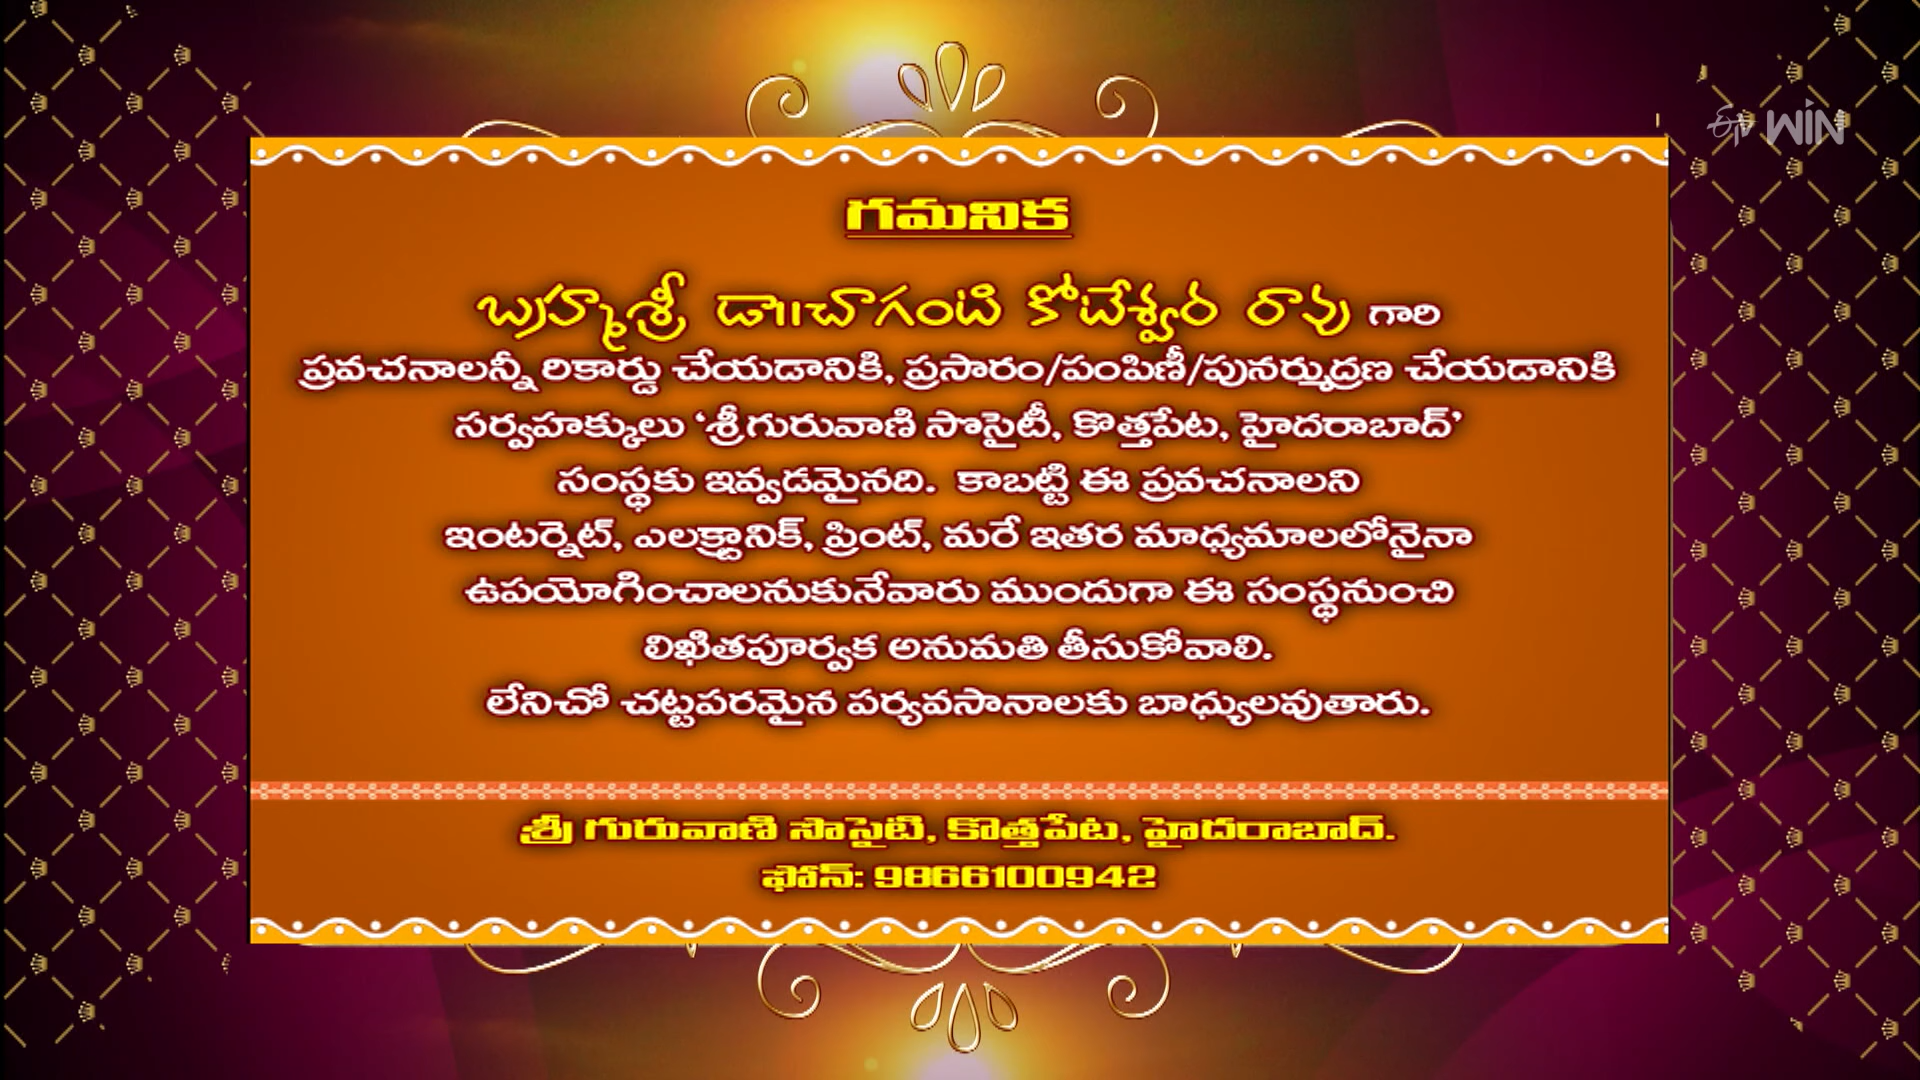 ఈటీవీ WIN
గమనిక
బ్రహ్మశ్రీ డా॥చాగంటి కోటేశ్వర రావు గారి
ప్రవచనాలన్నీ రికార్డు చేయడానికి, ప్రసారం/పంపిణీ/పునర్ముద్రణ చేయడానికి
సర్వహక్కులు ‘శ్రీగురువాణి సొసైటీ, కొత్తపేట, హైదరాబాద్’
సంస్థకు ఇవ్వడమైనది. కాబట్టి ఈ ప్రవచనాలని
ఇంటర్నెట్, ఎలక్ట్రానిక్, ప్రింట్, మరే ఇతర మాధ్యమాలలోనైనా
ఉపయోగించాలనుకునేవారు ముందుగా ఈ సంస్థనుంచి
లిఖితపూర్వక అనుమతి తీసుకోవాలి.
లేనిచో చట్టపరమైన పర్యవసానాలకు బాధ్యులవుతారు.
శ్రీ గురువాణి సొసైటి, కొత్తపేట, హైదరాబాద్.
ఫోన్: 9866100942